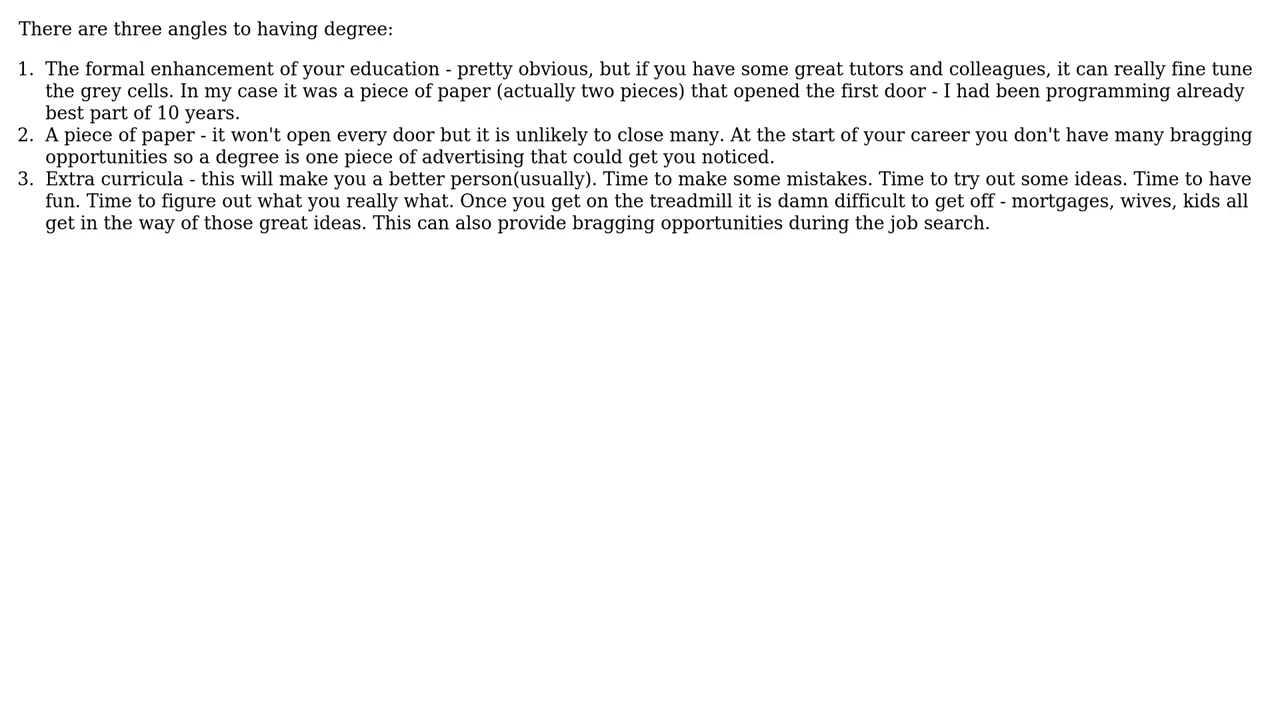 There are three angles to having degree:
1. The formal enhancement of your education - pretty obvious, but if you have some great tutors and colleagues, it can really fine tune
the grey cells. In my case it was a piece of paper (actually two pieces) that opened the first door - I had been programming already
best part of 10 years.
2. A piece of paper - it won't open every door but it is unlikely to close many. At the start of your career you don't have many bragging
opportunities so a degree is one piece of advertising that could get you noticed.
3. Extra curricula - this will make you a better person(usually). Time to make some mistakes. Time to try out some ideas. Time to have
fun. Time to figure out what you really what. Once you get on the treadmill it is damn difficult to get off - mortgages, wives, kids all
get in the way of those great ideas. This can also provide bragging opportunities during the job search.